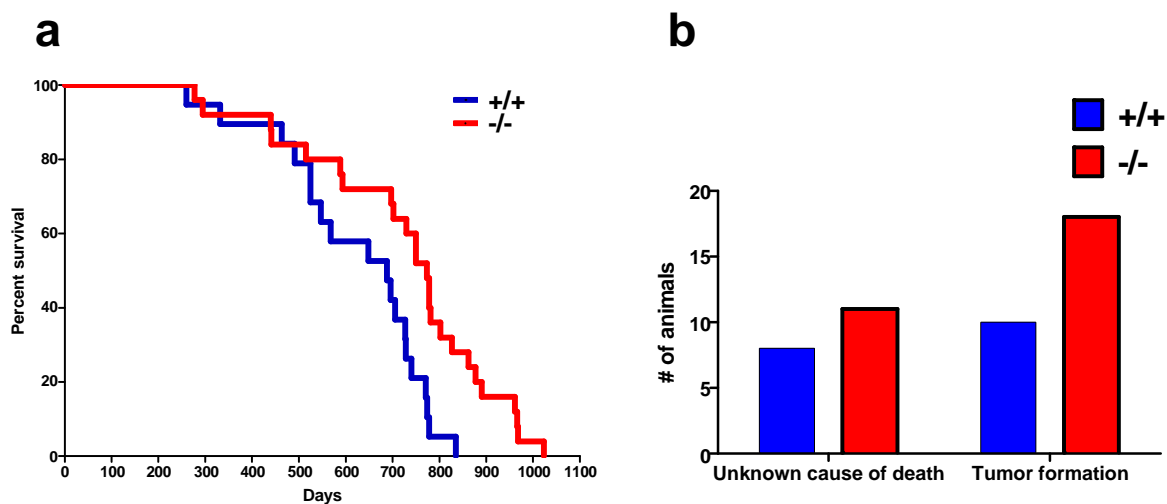 a
100
80
60
40
20
0
Percent survival
0 100 200 300 400 500 600 700 800 900 1000 1100
Days
+/+
-/-
b
+/+
-/-
20
15
10
5
0
# of animals
Unknown cause of death Tumor formation